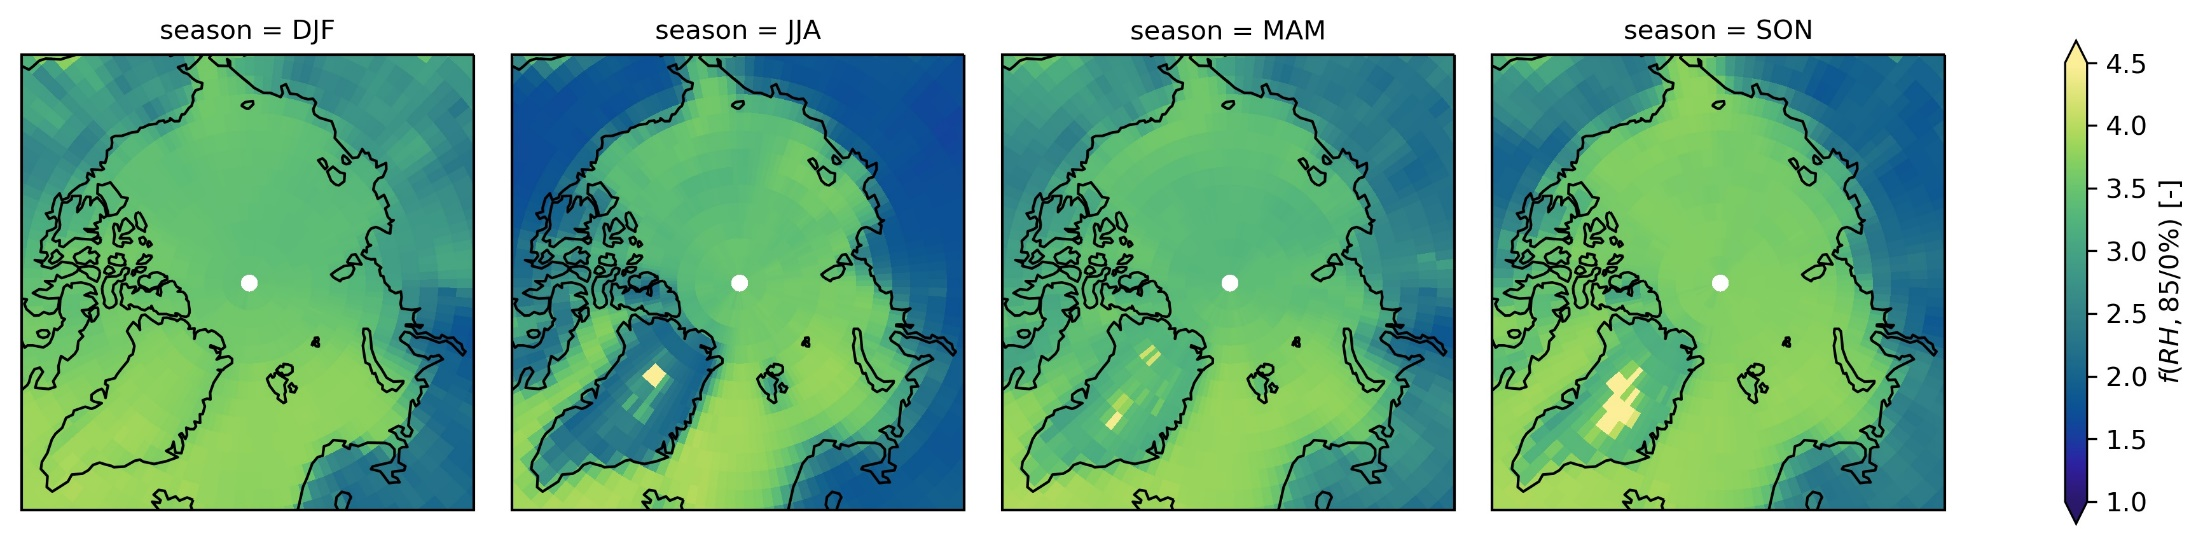 season = DJF
season = JJA
season = MAM
season = SON
4.5
4.0
3.5
3.0
2.5
2.0
1.5
1.0
f(RH, 85/0%) [-]